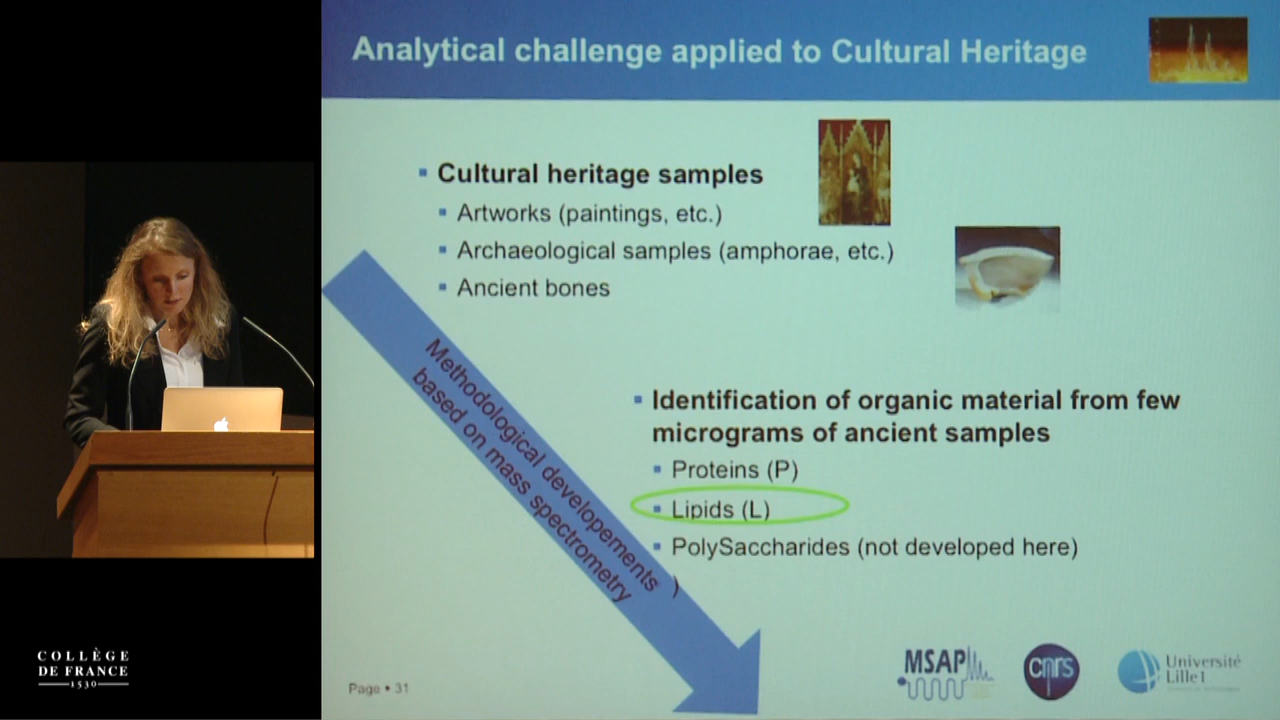 Analytical challenge applied to Cultural Heritage
Cultural heritage samples
Artworks (paintings, etc.)
Archaeological samples (amphorae, etc.)
Ancient bones
Methodological developements )
based on mass spectrometry
Identification of organic material from few
micrograms of ancient samples
Proteins (P)
Lipids (L)
PolySaccharides (not developed here)
Page • 31
MSAP
cnrs
Université
Lille1
COLLÈGE
DE FRANCE
1530